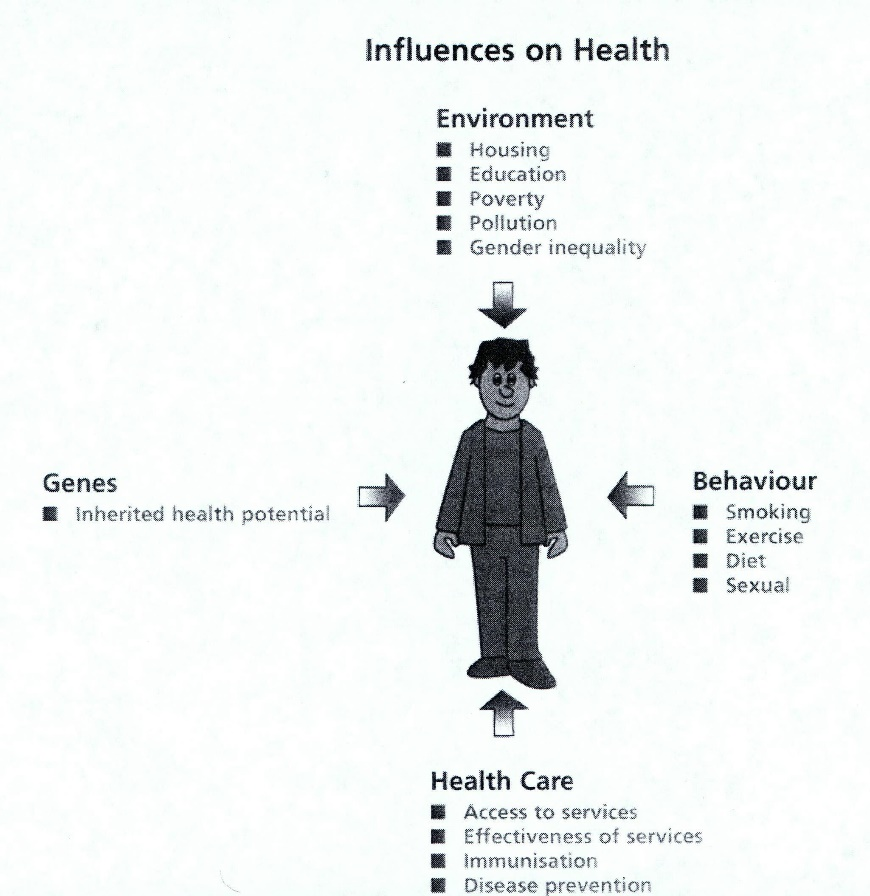 Influences on Health
Environment
Housing
Education
Poverty
Pollution
Gender inequality
Genes
Inherited health potential
Behaviour
Smoking
Exercise
Diet
Sexual
Health Care
Access to services
Effectiveness of services
Immunisation
Disease prevention